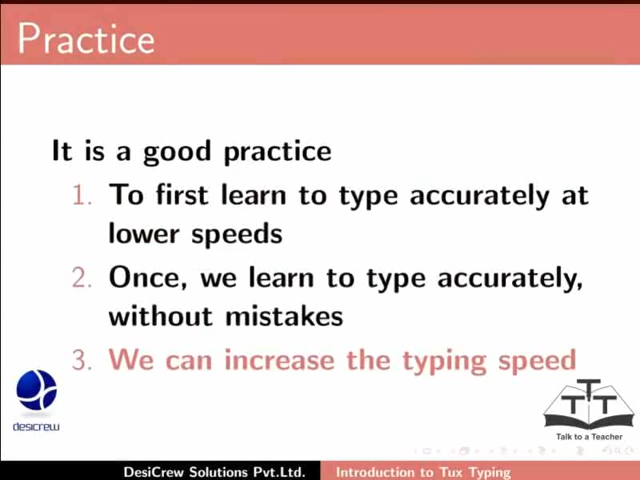 Practice
It is a good practice
1. To first learn to type accurately at
lower speeds
2. Once, we learn to type accurately,
without mistakes
3. We can increase the typing speed
desicrew
TTT
Talk to a Teacher
DesiCrew Solutions Pvt.Ltd. Introduction to Tux Typing